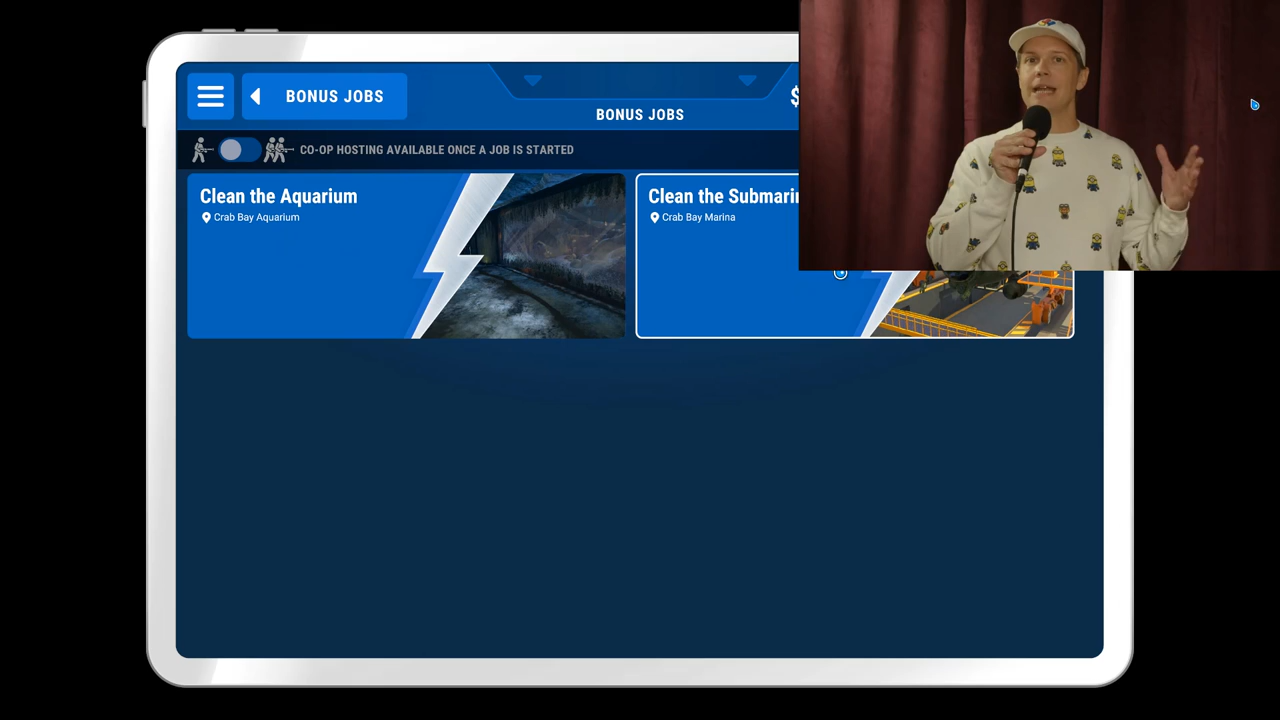 BONUS JOBS
$
BONUS JOBS
CO-OP HOSTING AVAILABLE ONCE A JOB IS STARTED
Clean the Aquarium
Crab Bay Aquarium
Clean the
Crab Bay Marina